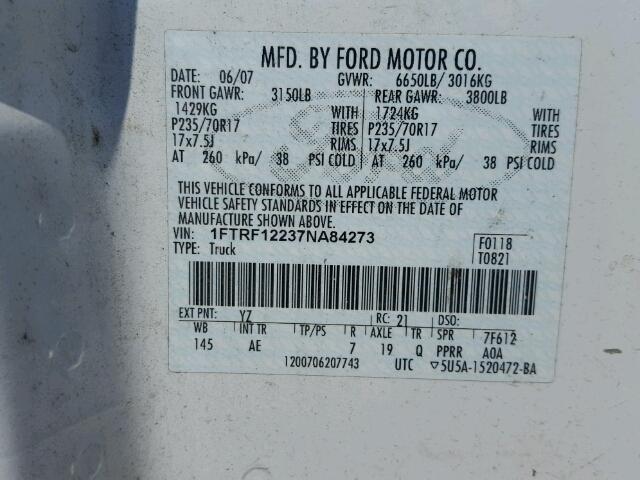 MFD. BY FORD MOTOR CO.
DATE: 06/07 GVWR: 6650LB/ 3016KG
FRONT GAWR: 3150LB REAR GAWR: 3800LB
1429KG WITH 1724KG WITH
P235/70R17 TIRES P235/70R17 TIRES
17x7.5J RIMS 17x7.5J RIMS
AT 260 kPa/ 38 PSI COLD AT 260 kPa/ 38 PSI COLD
THIS VEHICLE CONFORMS TO ALL APPLICABLE FEDERAL MOTOR
VEHICLE SAFETY STANDARDS IN EFFECT ON THE DATE OF
MANUFACTURE SHOWN ABOVE.
VIN: 1FTRF12237NA84273 F0118
TYPE: Truck T0821
EXT PNT: YZ RC: 21 DSO:
WB INT TR TP/PS R AXLE TR SPR 7F612
145 AE 7 19 Q PPRR A0A
1200706207743 UTC ▽5U5A-1520472-BA
Ford